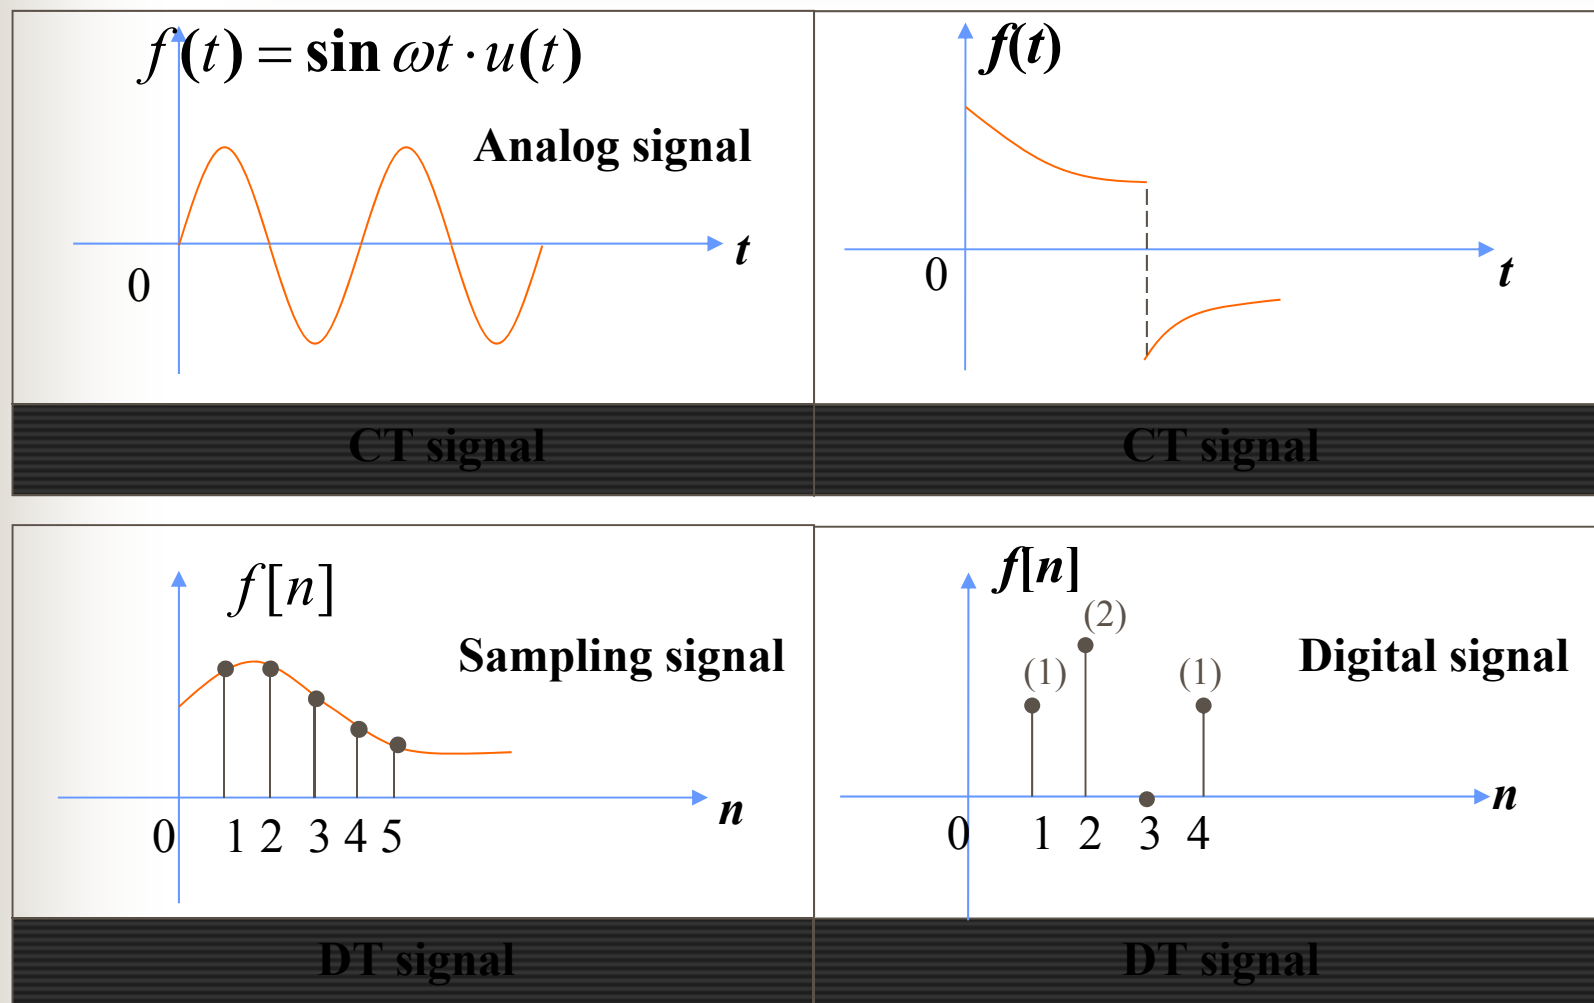 f(t) = sin ωt · u(t)
Analog signal
t
0
CT signal
f(t)
0
t
CT signal
f[n]
Sampling signal
n
0 1 2 3 4 5
DT signal
f[n]
(2)
(1) (1)
Digital signal
n
0 1 2 3 4
DT signal